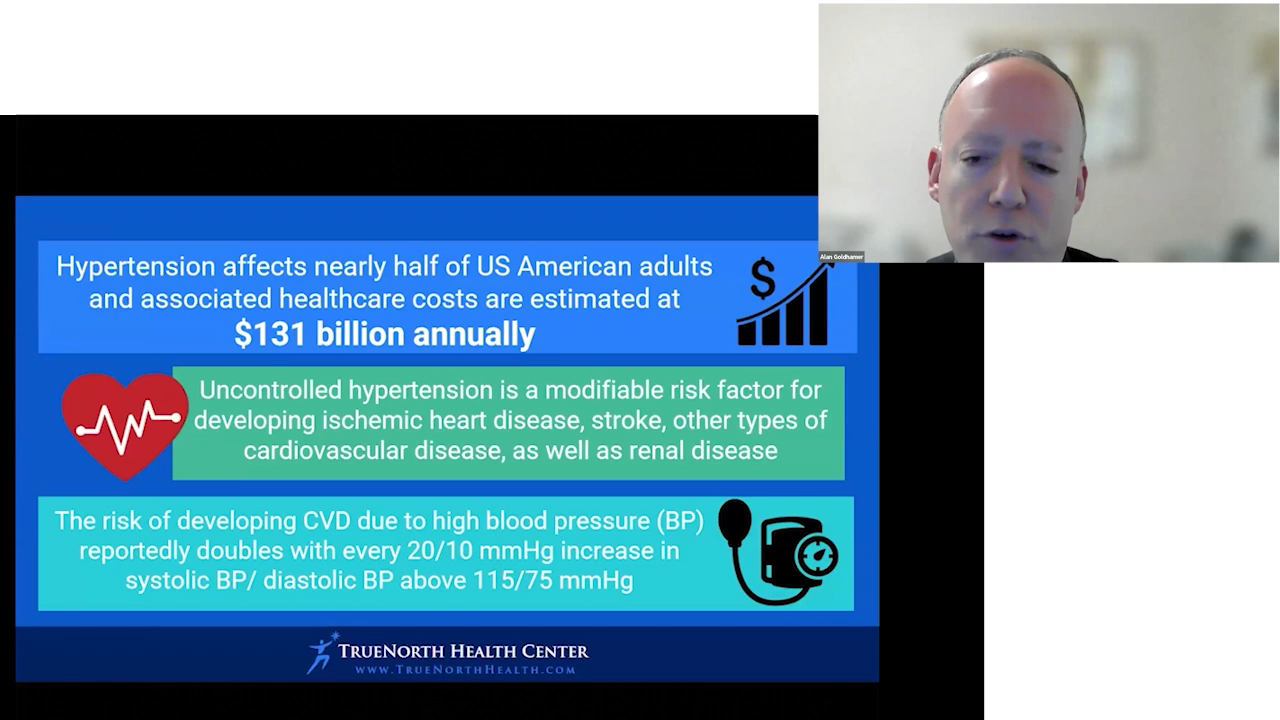 Alan Goldhamer
Hypertension affects nearly half of US American adults
and associated healthcare costs are estimated at
$131 billion annually
$
Uncontrolled hypertension is a modifiable risk factor for
developing ischemic heart disease, stroke, other types of
cardiovascular disease, as well as renal disease
The risk of developing CVD due to high blood pressure (BP)
reportedly doubles with every 20/10 mmHg increase in
systolic BP/ diastolic BP above 115/75 mmHg
TRUENORTH HEALTH CENTER
WWW.TRUENORTHHEALTH.COM